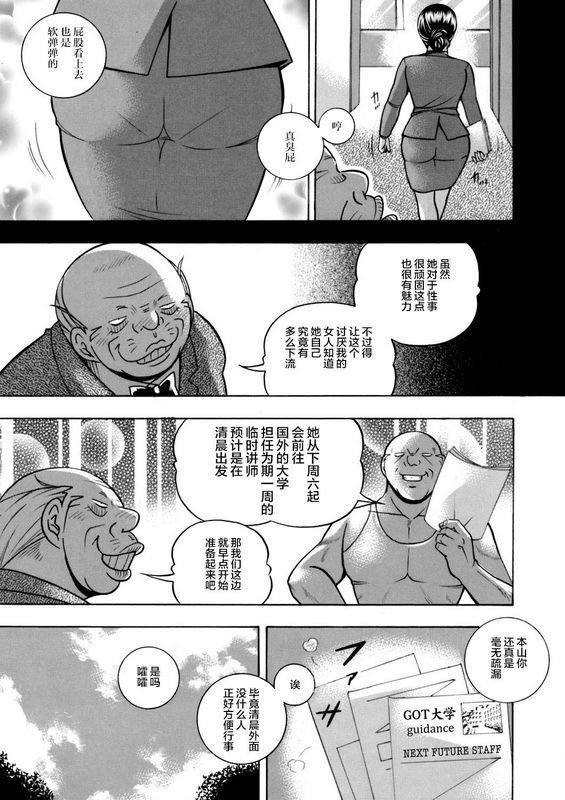 哼
真臭屁
屁股看上去
也是
软弹弹的
虽然
她对于性事
很顽固这点
也很有魅力
不过得
让这个
讨厌我的
女人知道
她自己
究竟有
多么下流
她从下周六起
会前往
国外的大学
担任为期一周的
临时讲师
预计是在
清晨出发
那我们这边
就早点开始
准备起来吧
本山你
还真是
毫无疏漏
诶
毕竟清晨外面
没什么人
正好方便行事
是吗
嚯嚯
GOT大学
guidance
NEXT FUTURE STAFF